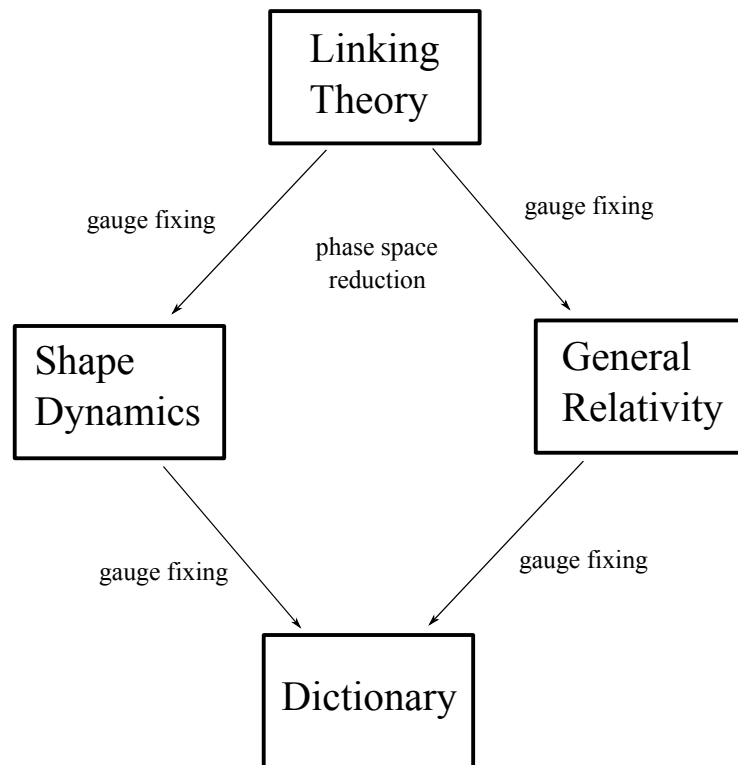 Linking
Theory
gauge fixing
gauge fixing
phase space
reduction
Shape
Dynamics
General
Relativity
gauge fixing
gauge fixing
Dictionary